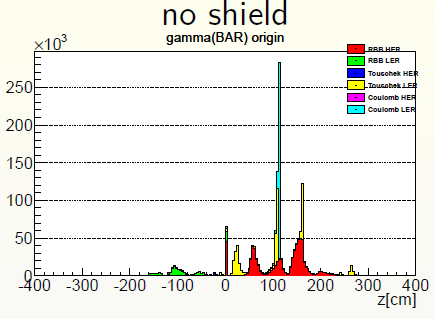 no shield
gamma(BAR) origin
×10³
RBB HER
RBB LER
Touschek HER
Touschek LER
Coulomb HER
Coulomb LER
250
200
150
100
50
0
-400 -300 -200 -100 0 100 200 300 400
z[cm]